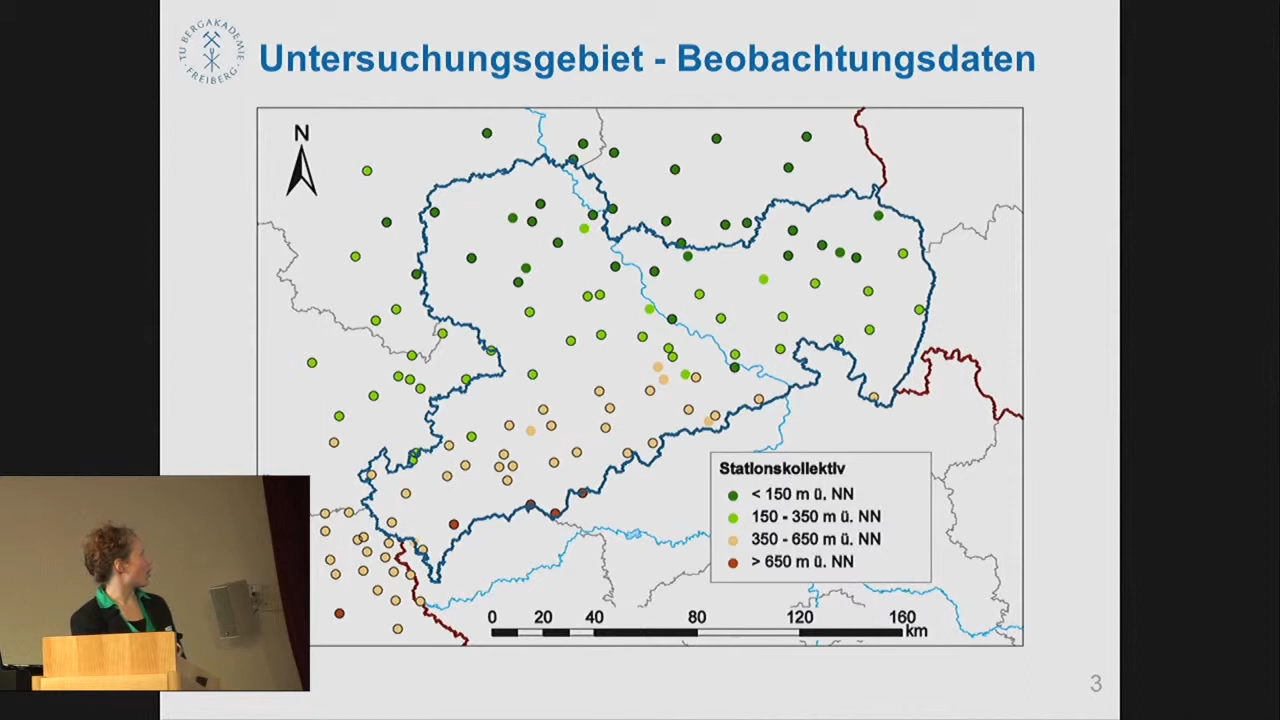 TU BERGAKADEMIE
· FREIBERG ·
Untersuchungsgebiet - Beobachtungsdaten
N
Stationskollektiv
< 150 m ü. NN
150 - 350 m ü. NN
350 - 650 m ü. NN
> 650 m ü. NN
0 20 40 80 120 160
km
3